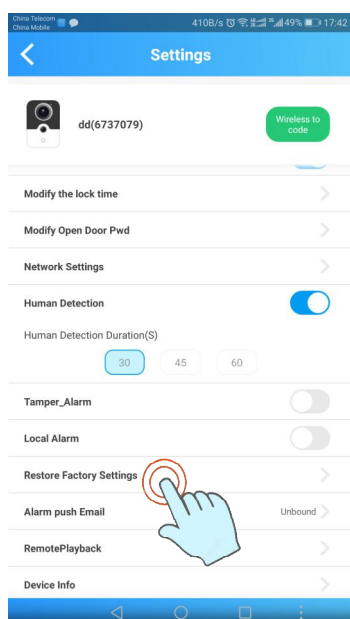 China Telecom
China Mobile
410B/s 49% 17:42
Settings
dd(6737079)
Wireless to
code
Modify the lock time
Modify Open Door Pwd
Network Settings
Human Detection
Human Detection Duration(S)
30 45 60
Tamper_Alarm
Local Alarm
Restore Factory Settings
Alarm push Email Unbound
RemotePlayback
Device Info